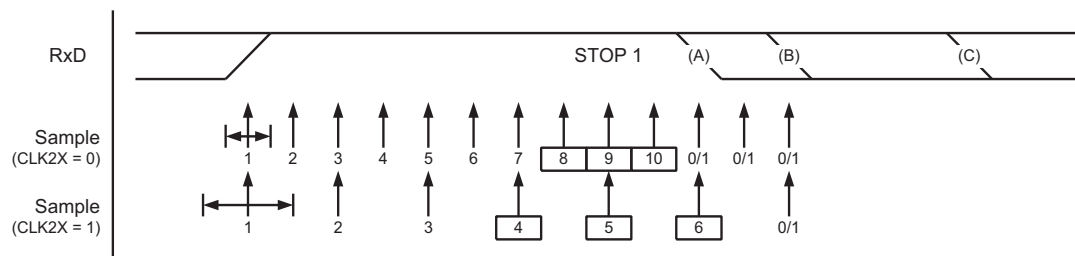 RxD STOP 1 (A) (B) (C)
Sample
(CLK2X = 0)
1 2 3 4 5 6 7 8 9 10 0/1 0/1 0/1
Sample
(CLK2X = 1)
1 2 3 4 5 6 0/1